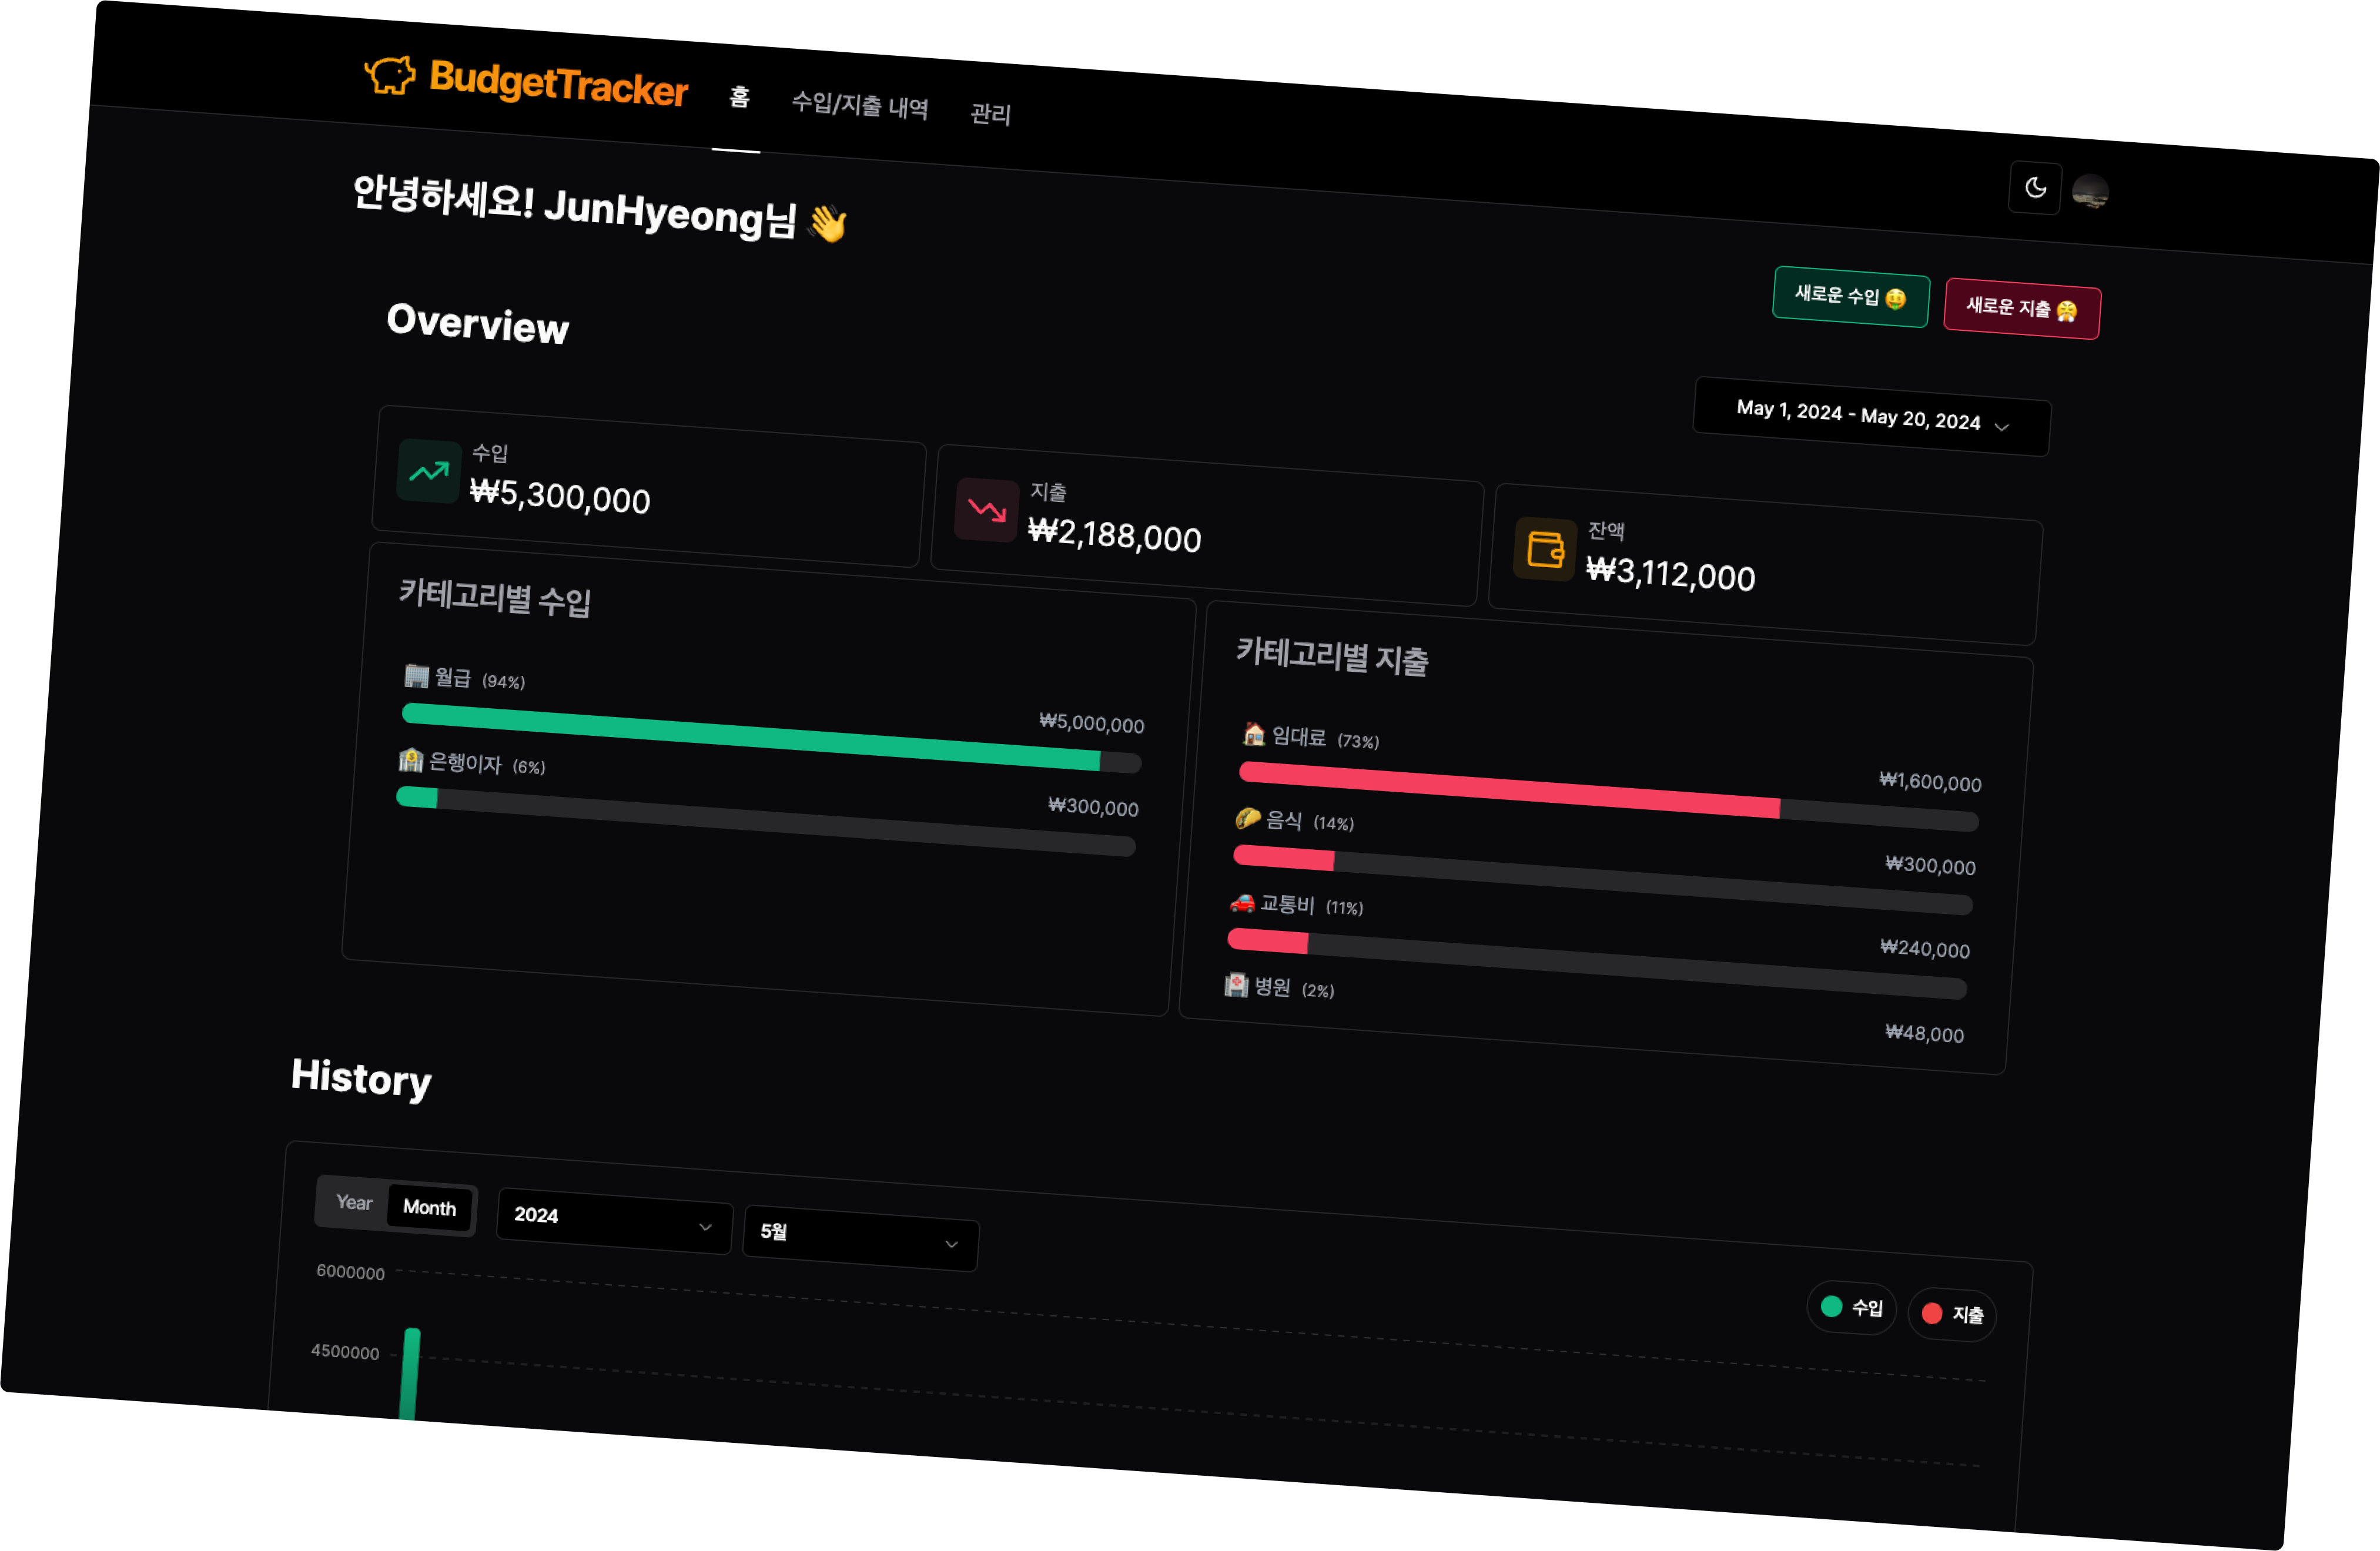 BudgetTracker 홈 수입/지출 내역 관리
안녕하세요! JunHyeong님 👋
새로운 수입 🤑 새로운 지출 😤
Overview
May 1, 2024 - May 20, 2024
수입
₩5,300,000
지출
₩2,188,000
잔액
₩3,112,000
카테고리별 수입
🏢 월급 (94%)
₩5,000,000
🏦 은행이자 (6%)
₩300,000
카테고리별 지출
🏠 임대료 (73%)
₩1,600,000
🌮 음식 (14%)
₩300,000
🚗 교통비 (11%)
₩240,000
🏥 병원 (2%)
₩48,000
History
Year Month 2024 5월
수입 지출
6000000
4500000